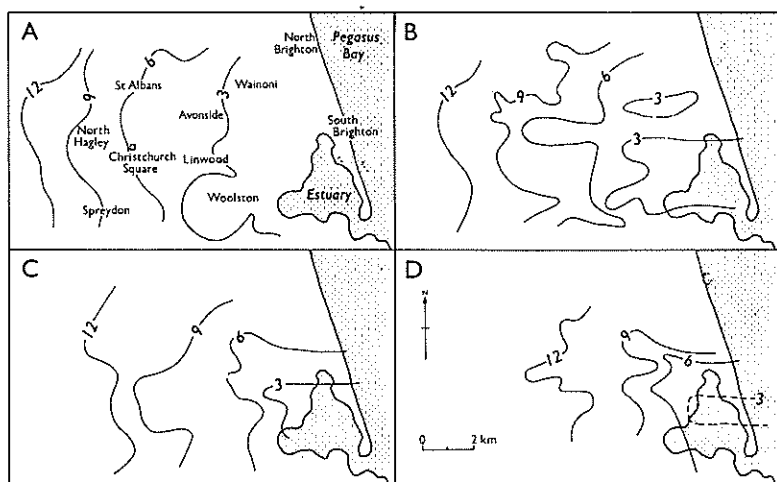 A
North
Brighton
Pegasus
Bay
12
9
6
3
St Albans
Wainoni
Avonside
North
Hagley
Christchurch
Square
Linwood
South
Brighton
Spreydon
Woolston
Estuary
B
12
9
6
3
3
C
12
9
6
3
D
N
12
9
6
3
0 2 km